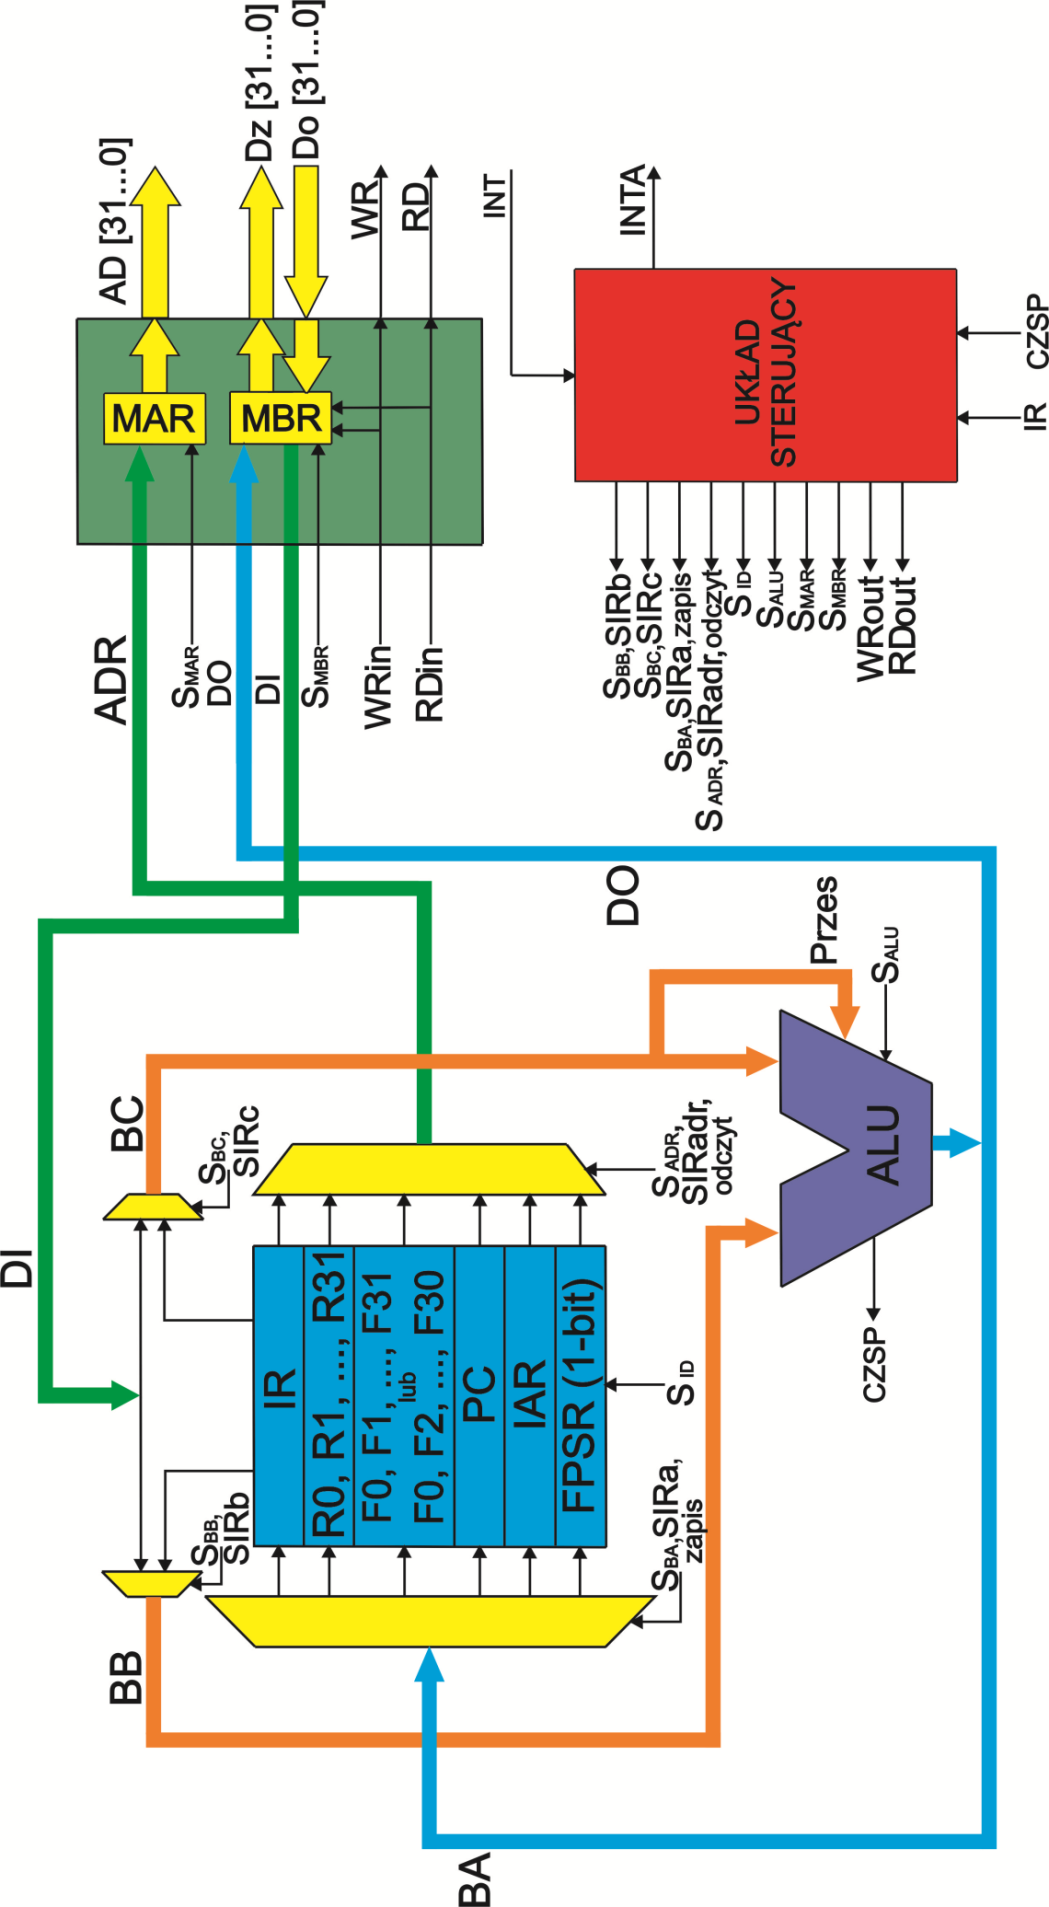 BB
BA
SBB,
SIRb
SBA,SIRa,
zapis
DI
IR
R0, R1, ..., R31
F0, F1, ..., F31
lub
F0, F2, ..., F30
PC
IAR
FPSR (1-bit)
SID
CZSP
BC
SBC,
SIRc
SADR,
SIRadr,
odczyt
ALU
SALU
Przes
DO
ADR
SMAR
DO
DI
SMBR
WRin
RDin
MAR
MBR
AD [31...0]
Dz [31...0]
Do [31...0]
WR
RD
INT
INTA
UKŁAD
STERUJĄCY
SBB,SIRb
SBC,SIRc
SBA,SIRa,zapis
SADR,SIRadr,odczyt
SID
SALU
SMAR
SMBR
WRout
RDout
IR
CZSP